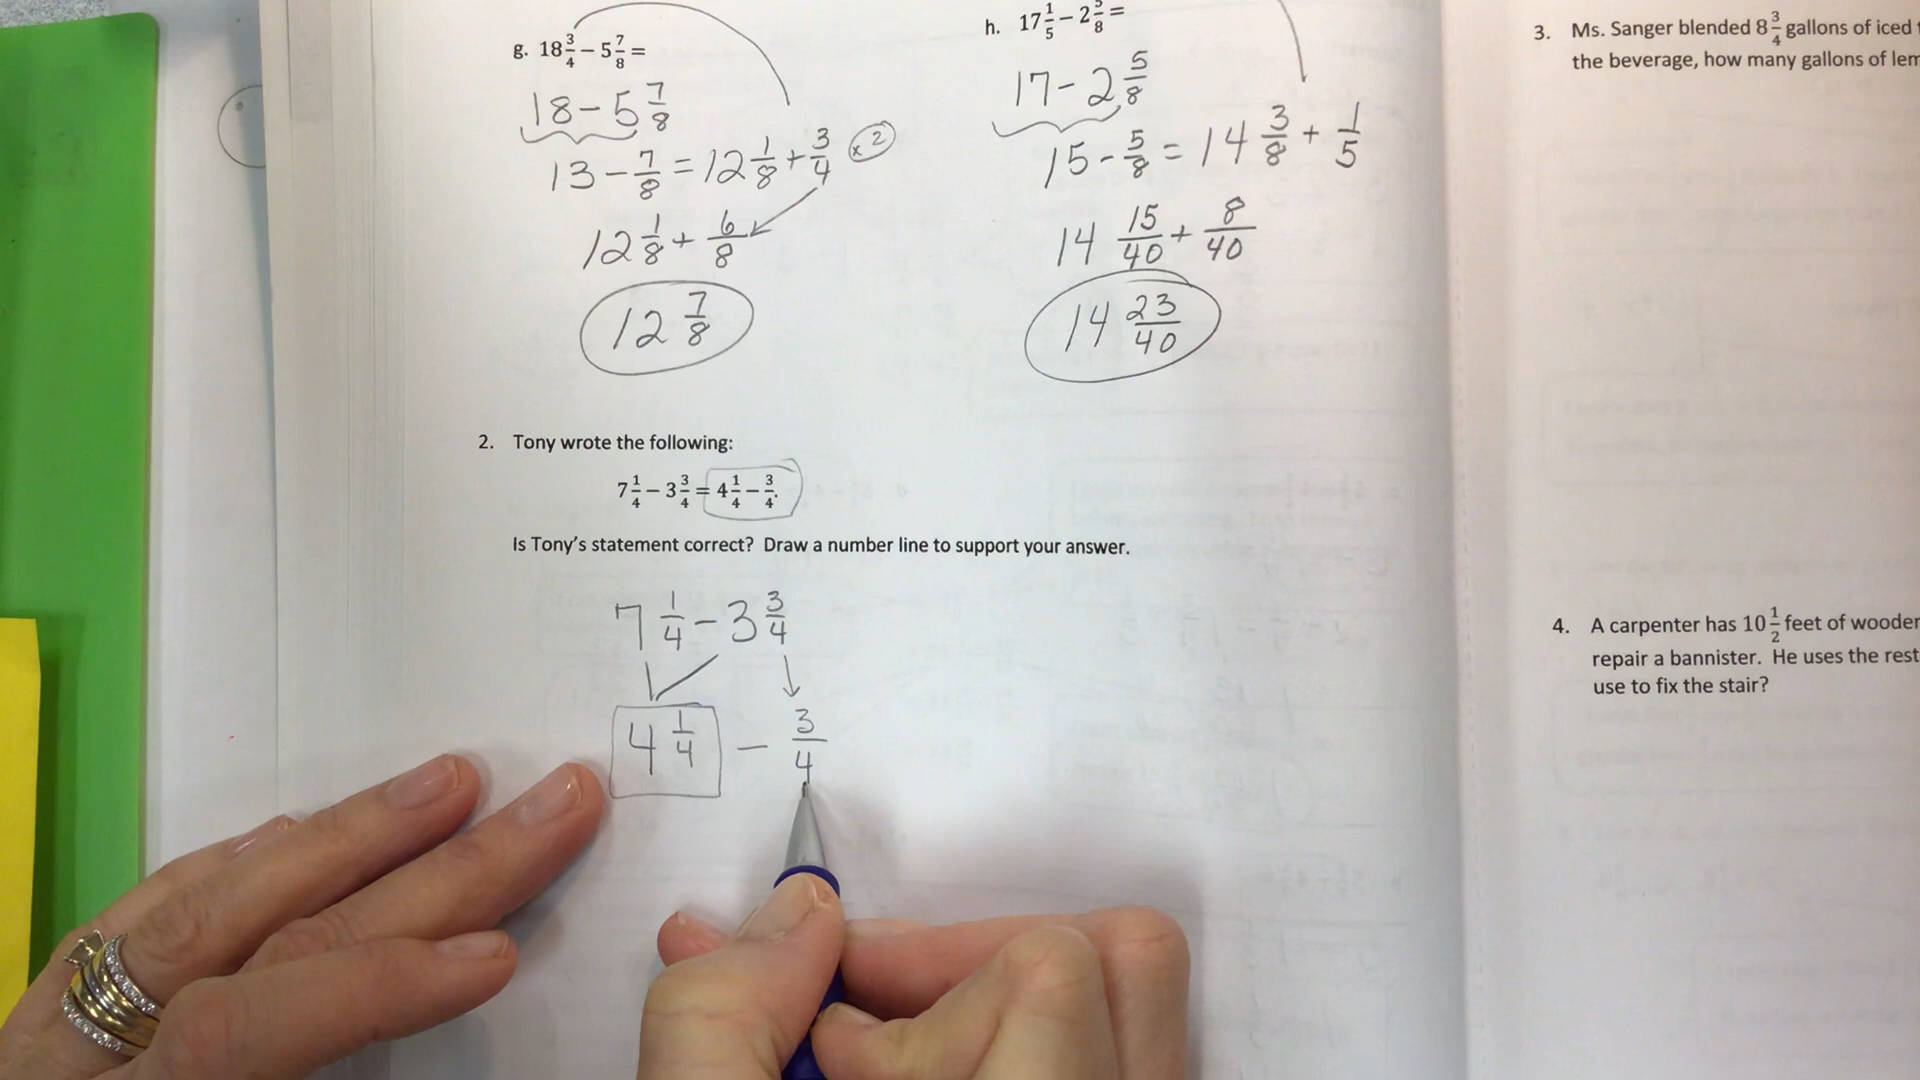 g. 18 3/4 − 5 7/8 =
18 − 5 7/8
13 − 7/8 = 12 1/8 + 3/4 x2
12 1/8 + 6/8
12 7/8
h. 17 1/5 − 2 5/8 =
17 − 2 5/8
15 − 5/8 = 14 3/8 + 1/5
14 15/40 + 8/40
14 23/40
2. Tony wrote the following:
7 1/4 − 3 3/4 = 4 1/4 − 3/4.
Is Tony's statement correct? Draw a number line to support your answer.
7 1/4 − 3 3/4
4 1/4 − 3/4
3. Ms. Sanger blended 8 3/4 gallons of iced
the beverage, how many gallons of
4. A carpenter has 10 1/2 feet of
repair a bannister. He uses the rest
use to fix the stair?